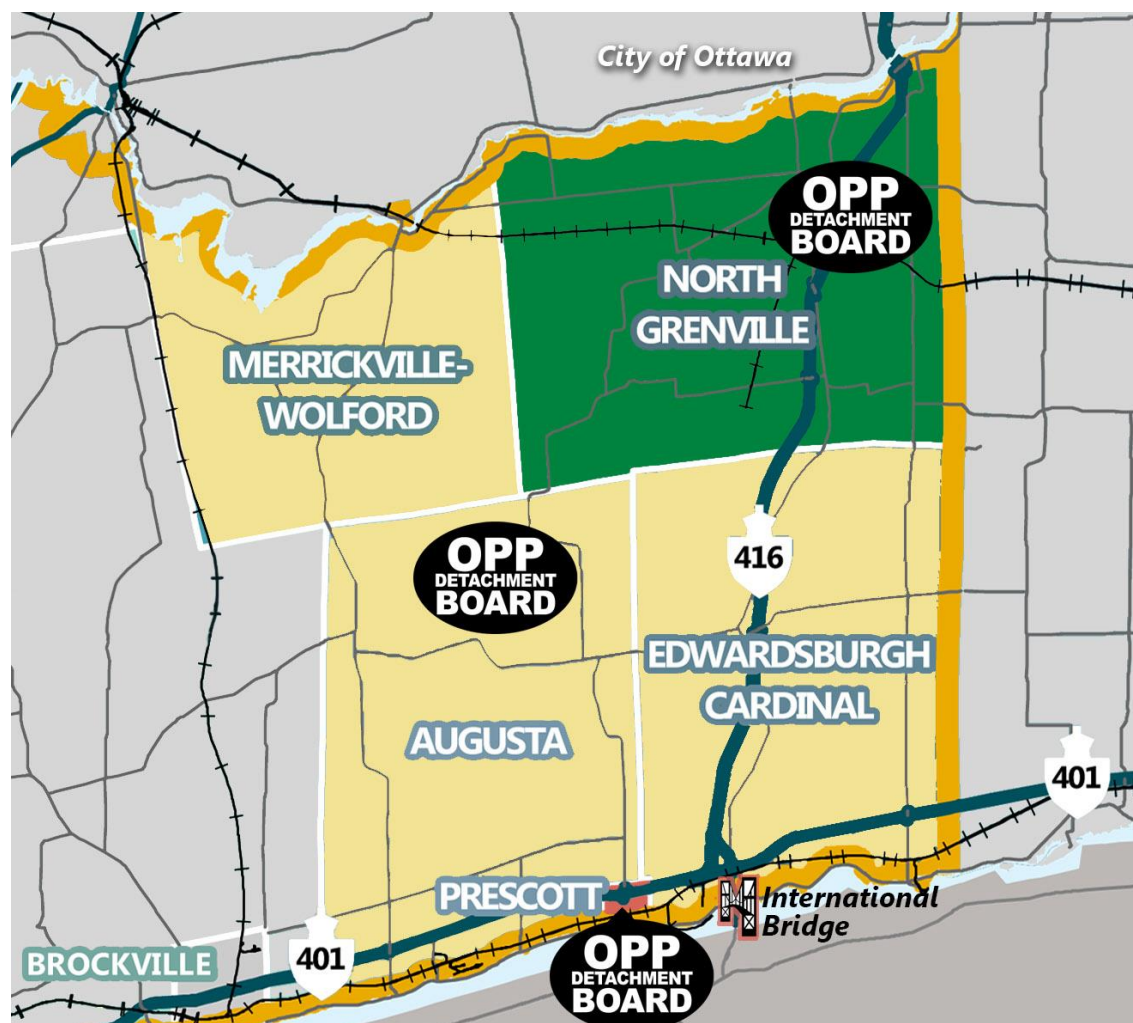 City of Ottawa
OPP
DETACHMENT
BOARD
NORTH
GRENVILLE
MERRICKVILLE-
WOLFORD
OPP
DETACHMENT
BOARD
416
EDWARDSBURGH
CARDINAL
AUGUSTA
401
PRESCOTT
International
Bridge
401
BROCKVILLE
OPP
DETACHMENT
BOARD